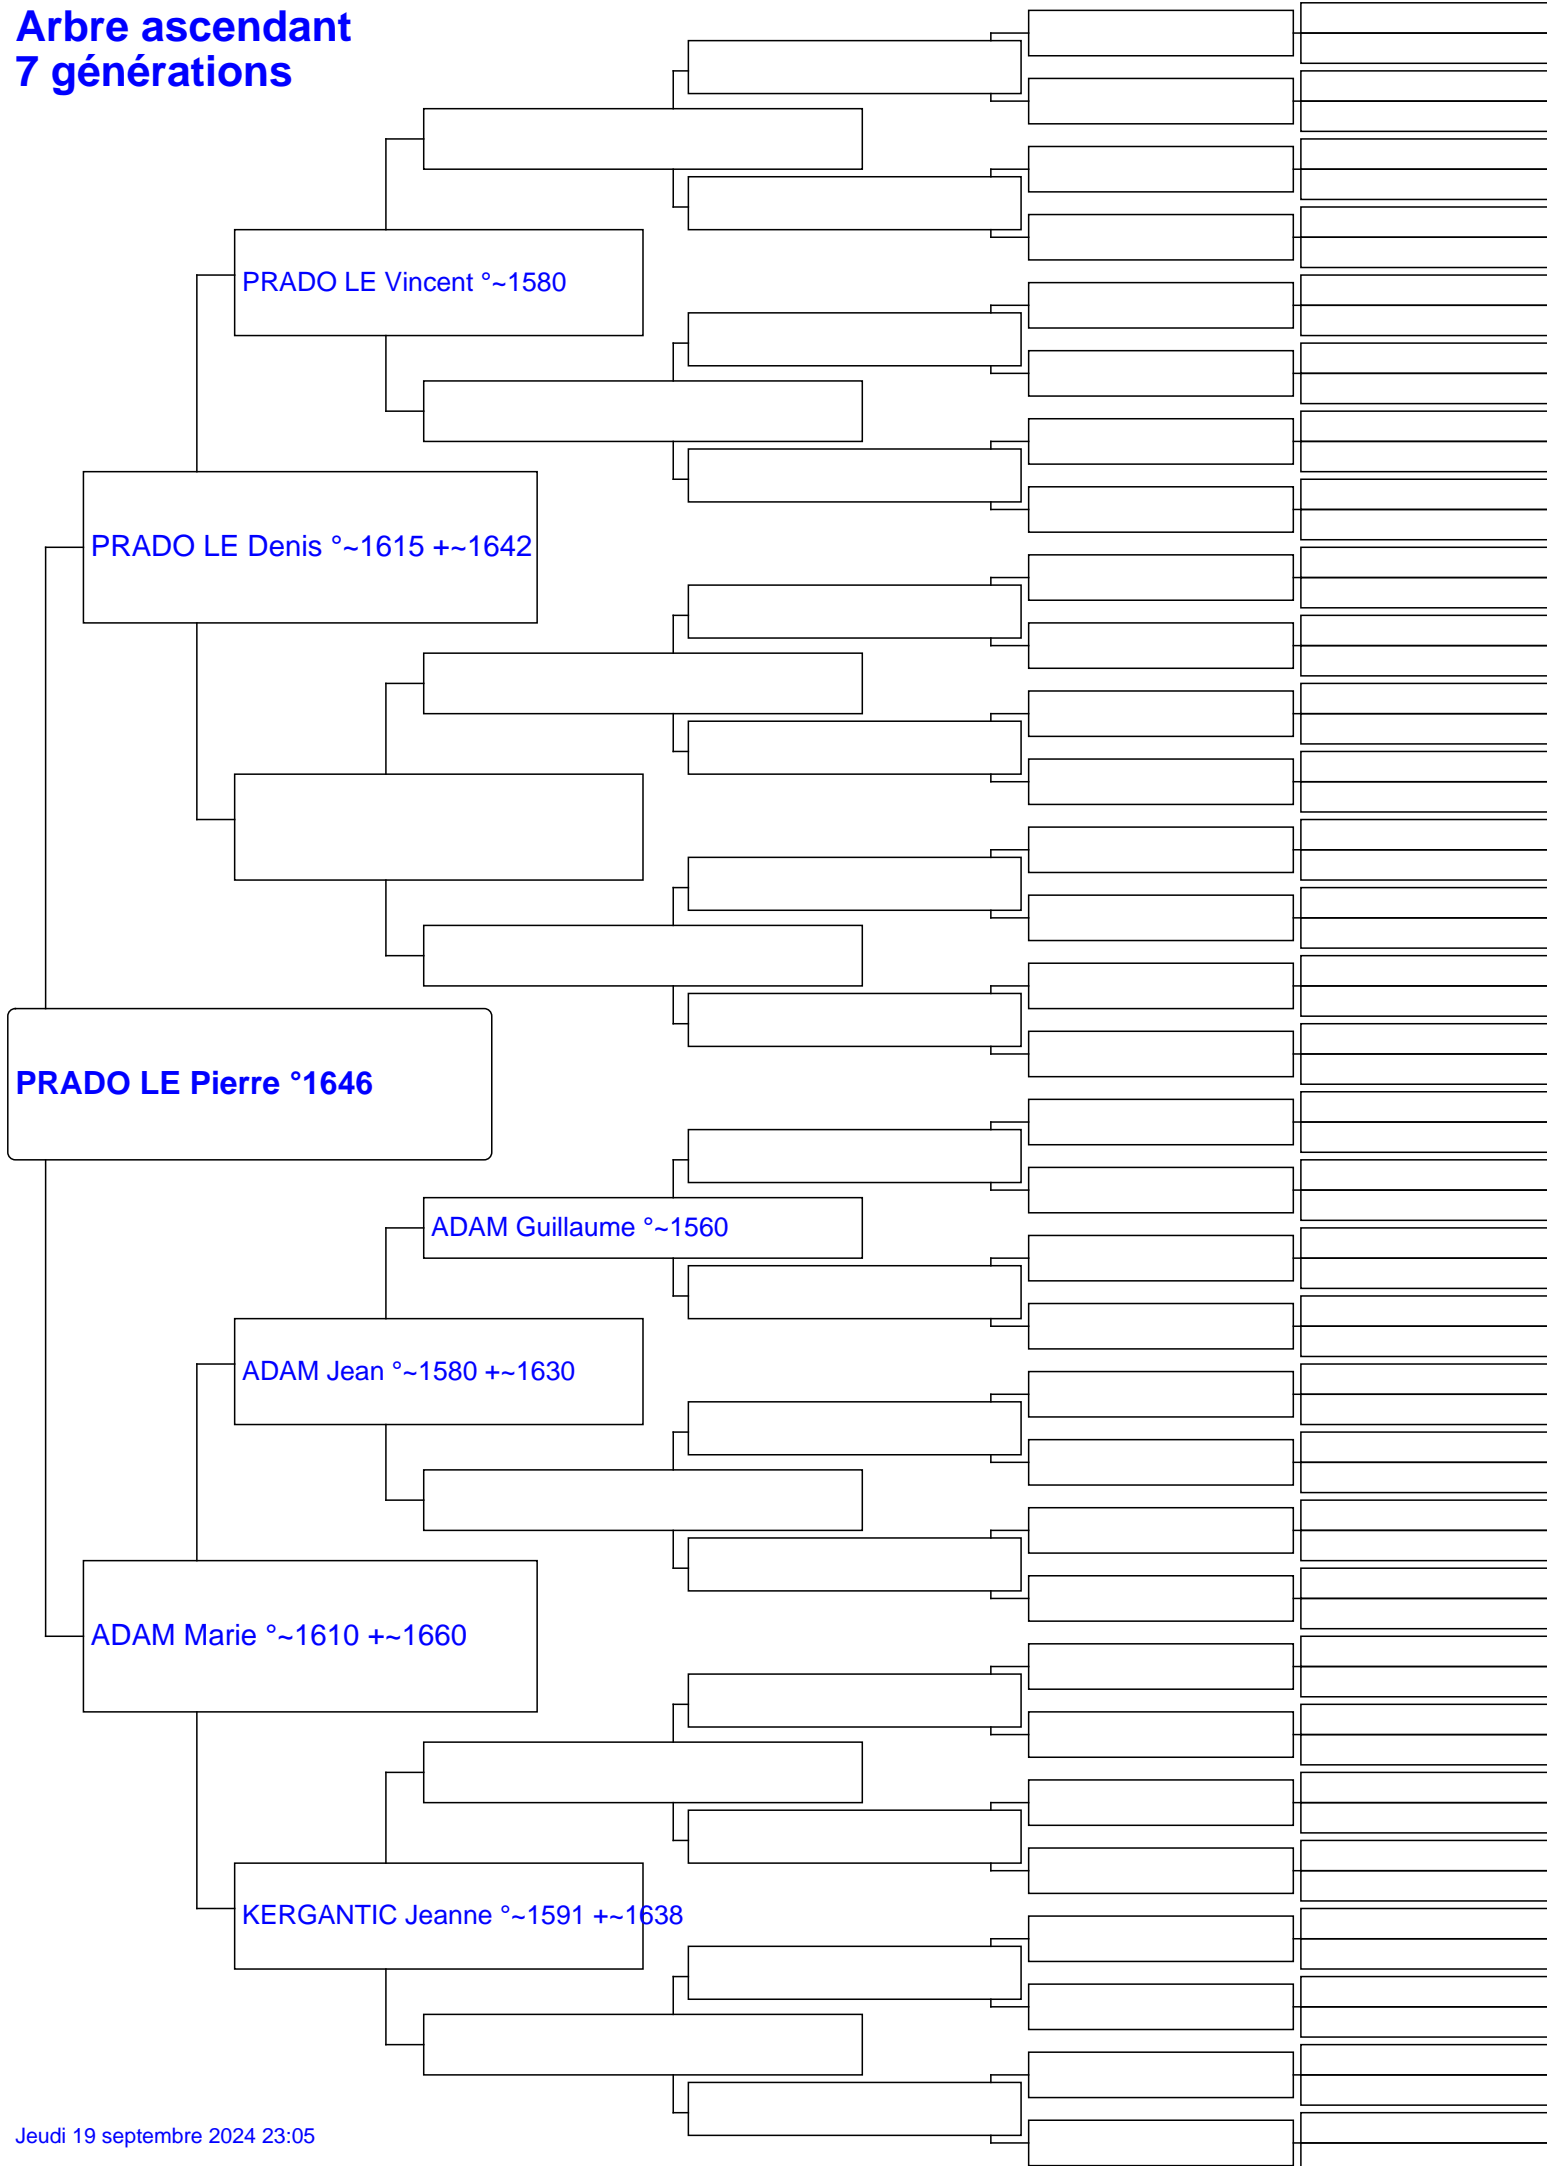 Arbre ascendant
7 générations
PRADO LE Vincent °~1580
PRADO LE Denis °~1615 +~1642
PRADO LE Pierre °1646
ADAM Guillaume °~1560
ADAM Jean °~1580 +~1630
ADAM Marie °~1610 +~1660
KERGANTIC Jeanne °~1591 +~1638
Jeudi 19 septembre 2024 23:05